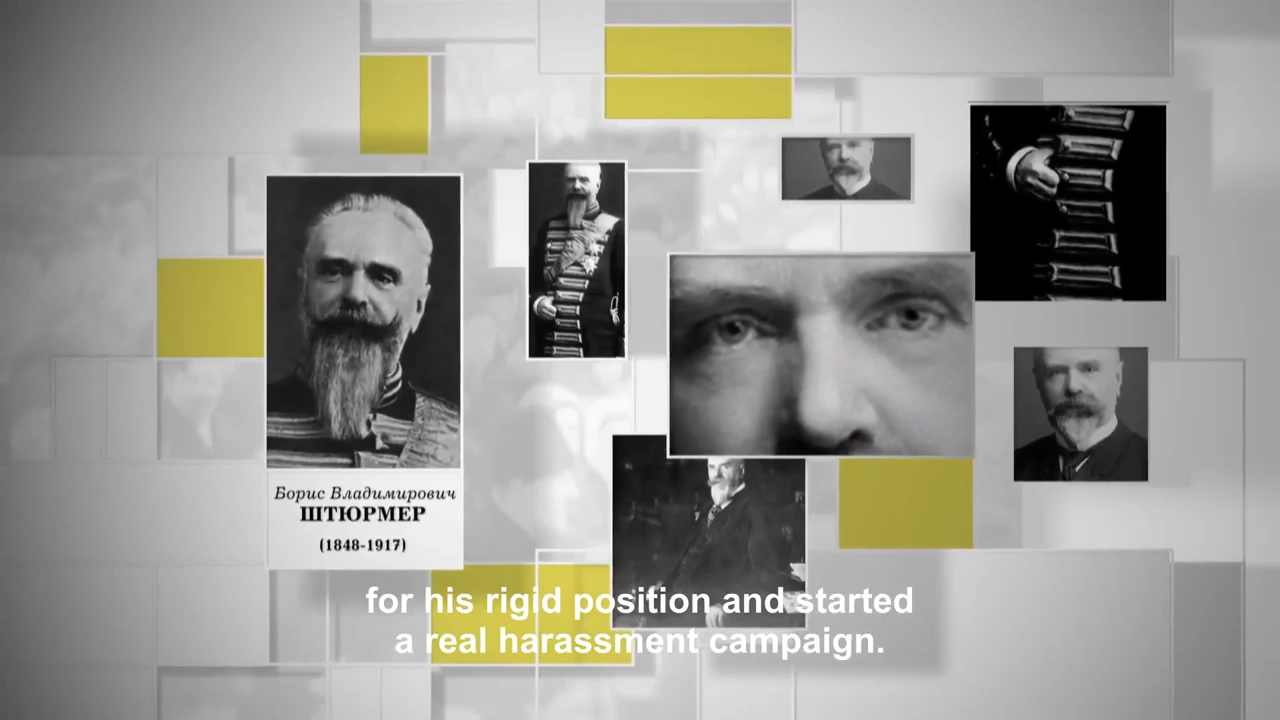 Борис Владимирович
ШТЮРМЕР
(1848-1917)
for his rigid position and started
a real harassment campaign.